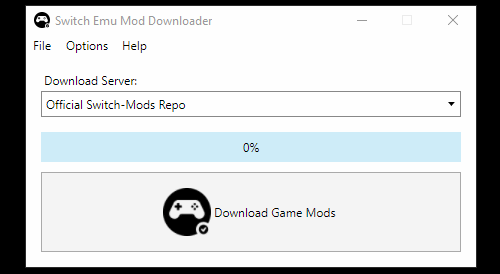 Switch Emu Mod Downloader
File Options Help
Download Server:
Official Switch-Mods Repo
0%
Download Game Mods